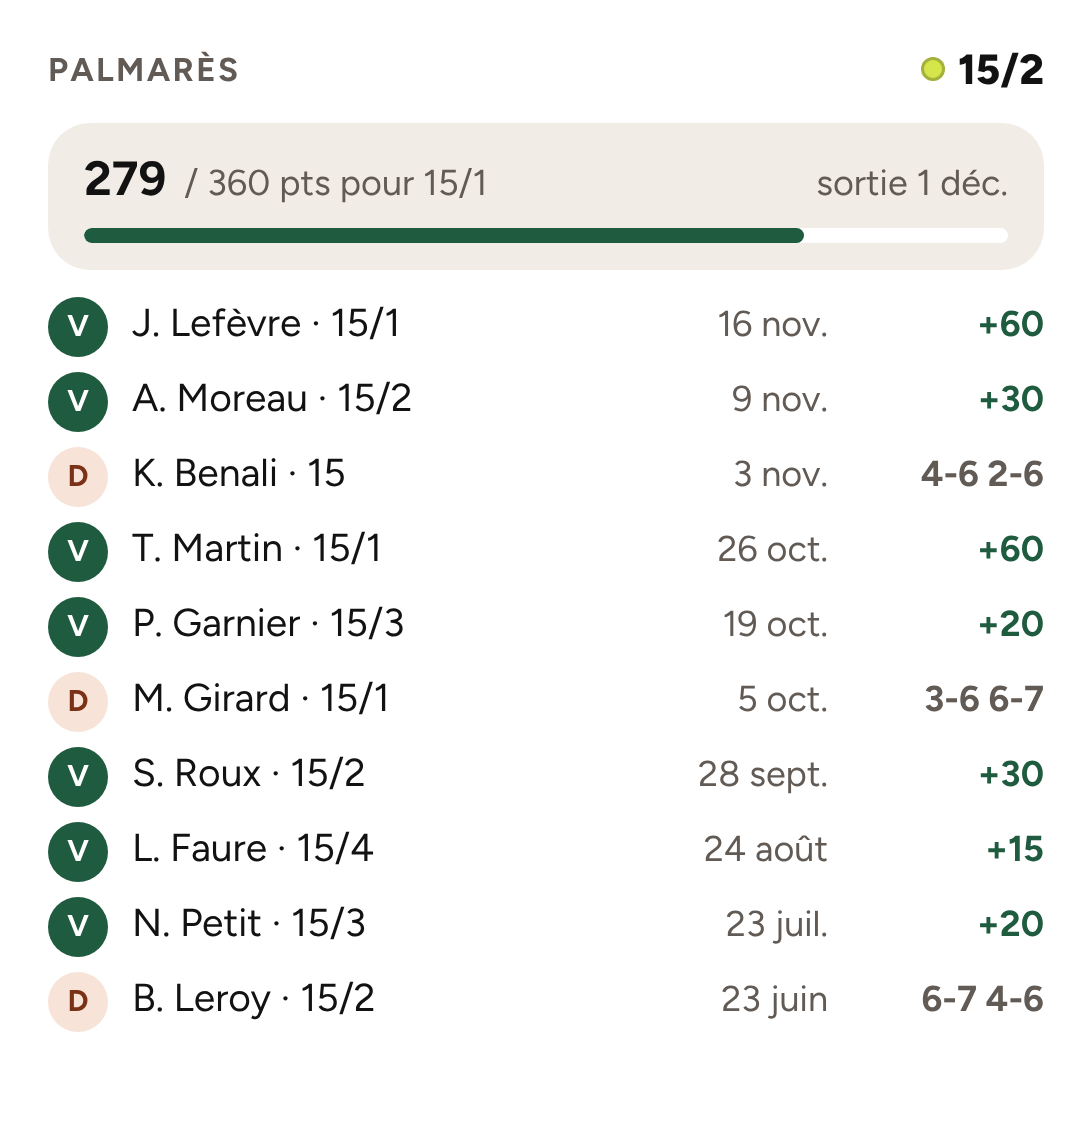 PALMARÈS 15/2
279 / 360 pts pour 15/1 sortie 1 déc.
V J. Lefèvre · 15/1 16 nov. +60
V A. Moreau · 15/2 9 nov. +30
D K. Benali · 15 3 nov. 4-6 2-6
V T. Martin · 15/1 26 oct. +60
V P. Garnier · 15/3 19 oct. +20
D M. Girard · 15/1 5 oct. 3-6 6-7
V S. Roux · 15/2 28 sept. +30
V L. Faure · 15/4 24 août +15
V N. Petit · 15/3 23 juil. +20
D B. Leroy · 15/2 23 juin 6-7 4-6